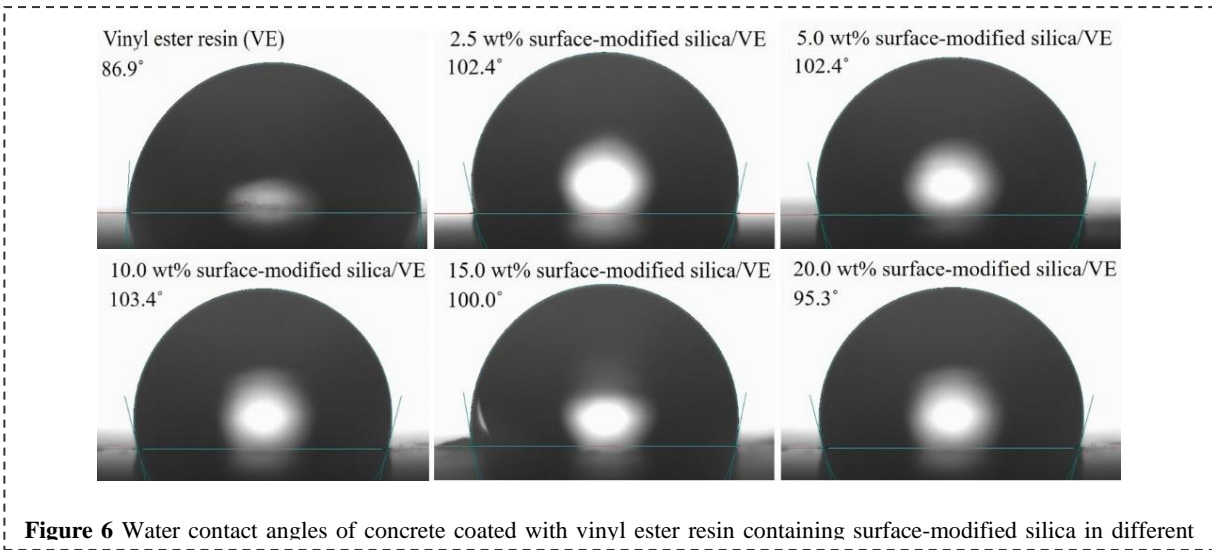 Vinyl ester resin (VE)
86.9°
2.5 wt% surface-modified silica/VE
102.4°
5.0 wt% surface-modified silica/VE
102.4°
10.0 wt% surface-modified silica/VE
103.4°
15.0 wt% surface-modified silica/VE
100.0°
20.0 wt% surface-modified silica/VE
95.3°
Figure 6 Water contact angles of concrete coated with vinyl ester resin containing surface-modified silica in different